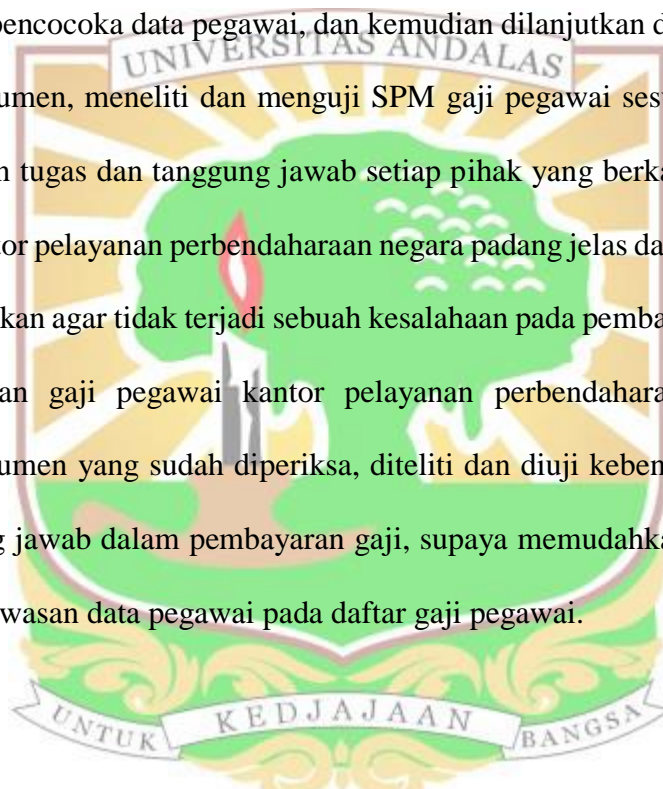 pencocoka data pegawai, dan kemudian dilanjutkan d
UNIVERSITAS ANDALAS
umen, meneliti dan menguji SPM gaji pegawai ses
tugas dan tanggung jawab setiap pihak yang berka
tor pelayanan perbendaharaan negara padang jelas da
kan agar tidak terjadi sebuah kesalahaan pada pemba
an gaji pegawai kantor pelayanan perbendahara
umen yang sudah diperiksa, diteliti dan diuji keben
g jawab dalam pembayaran gaji, supaya memudahka
wasan data pegawai pada daftar gaji pegawai.
UNTUK KEDJAJAAN BANGSA